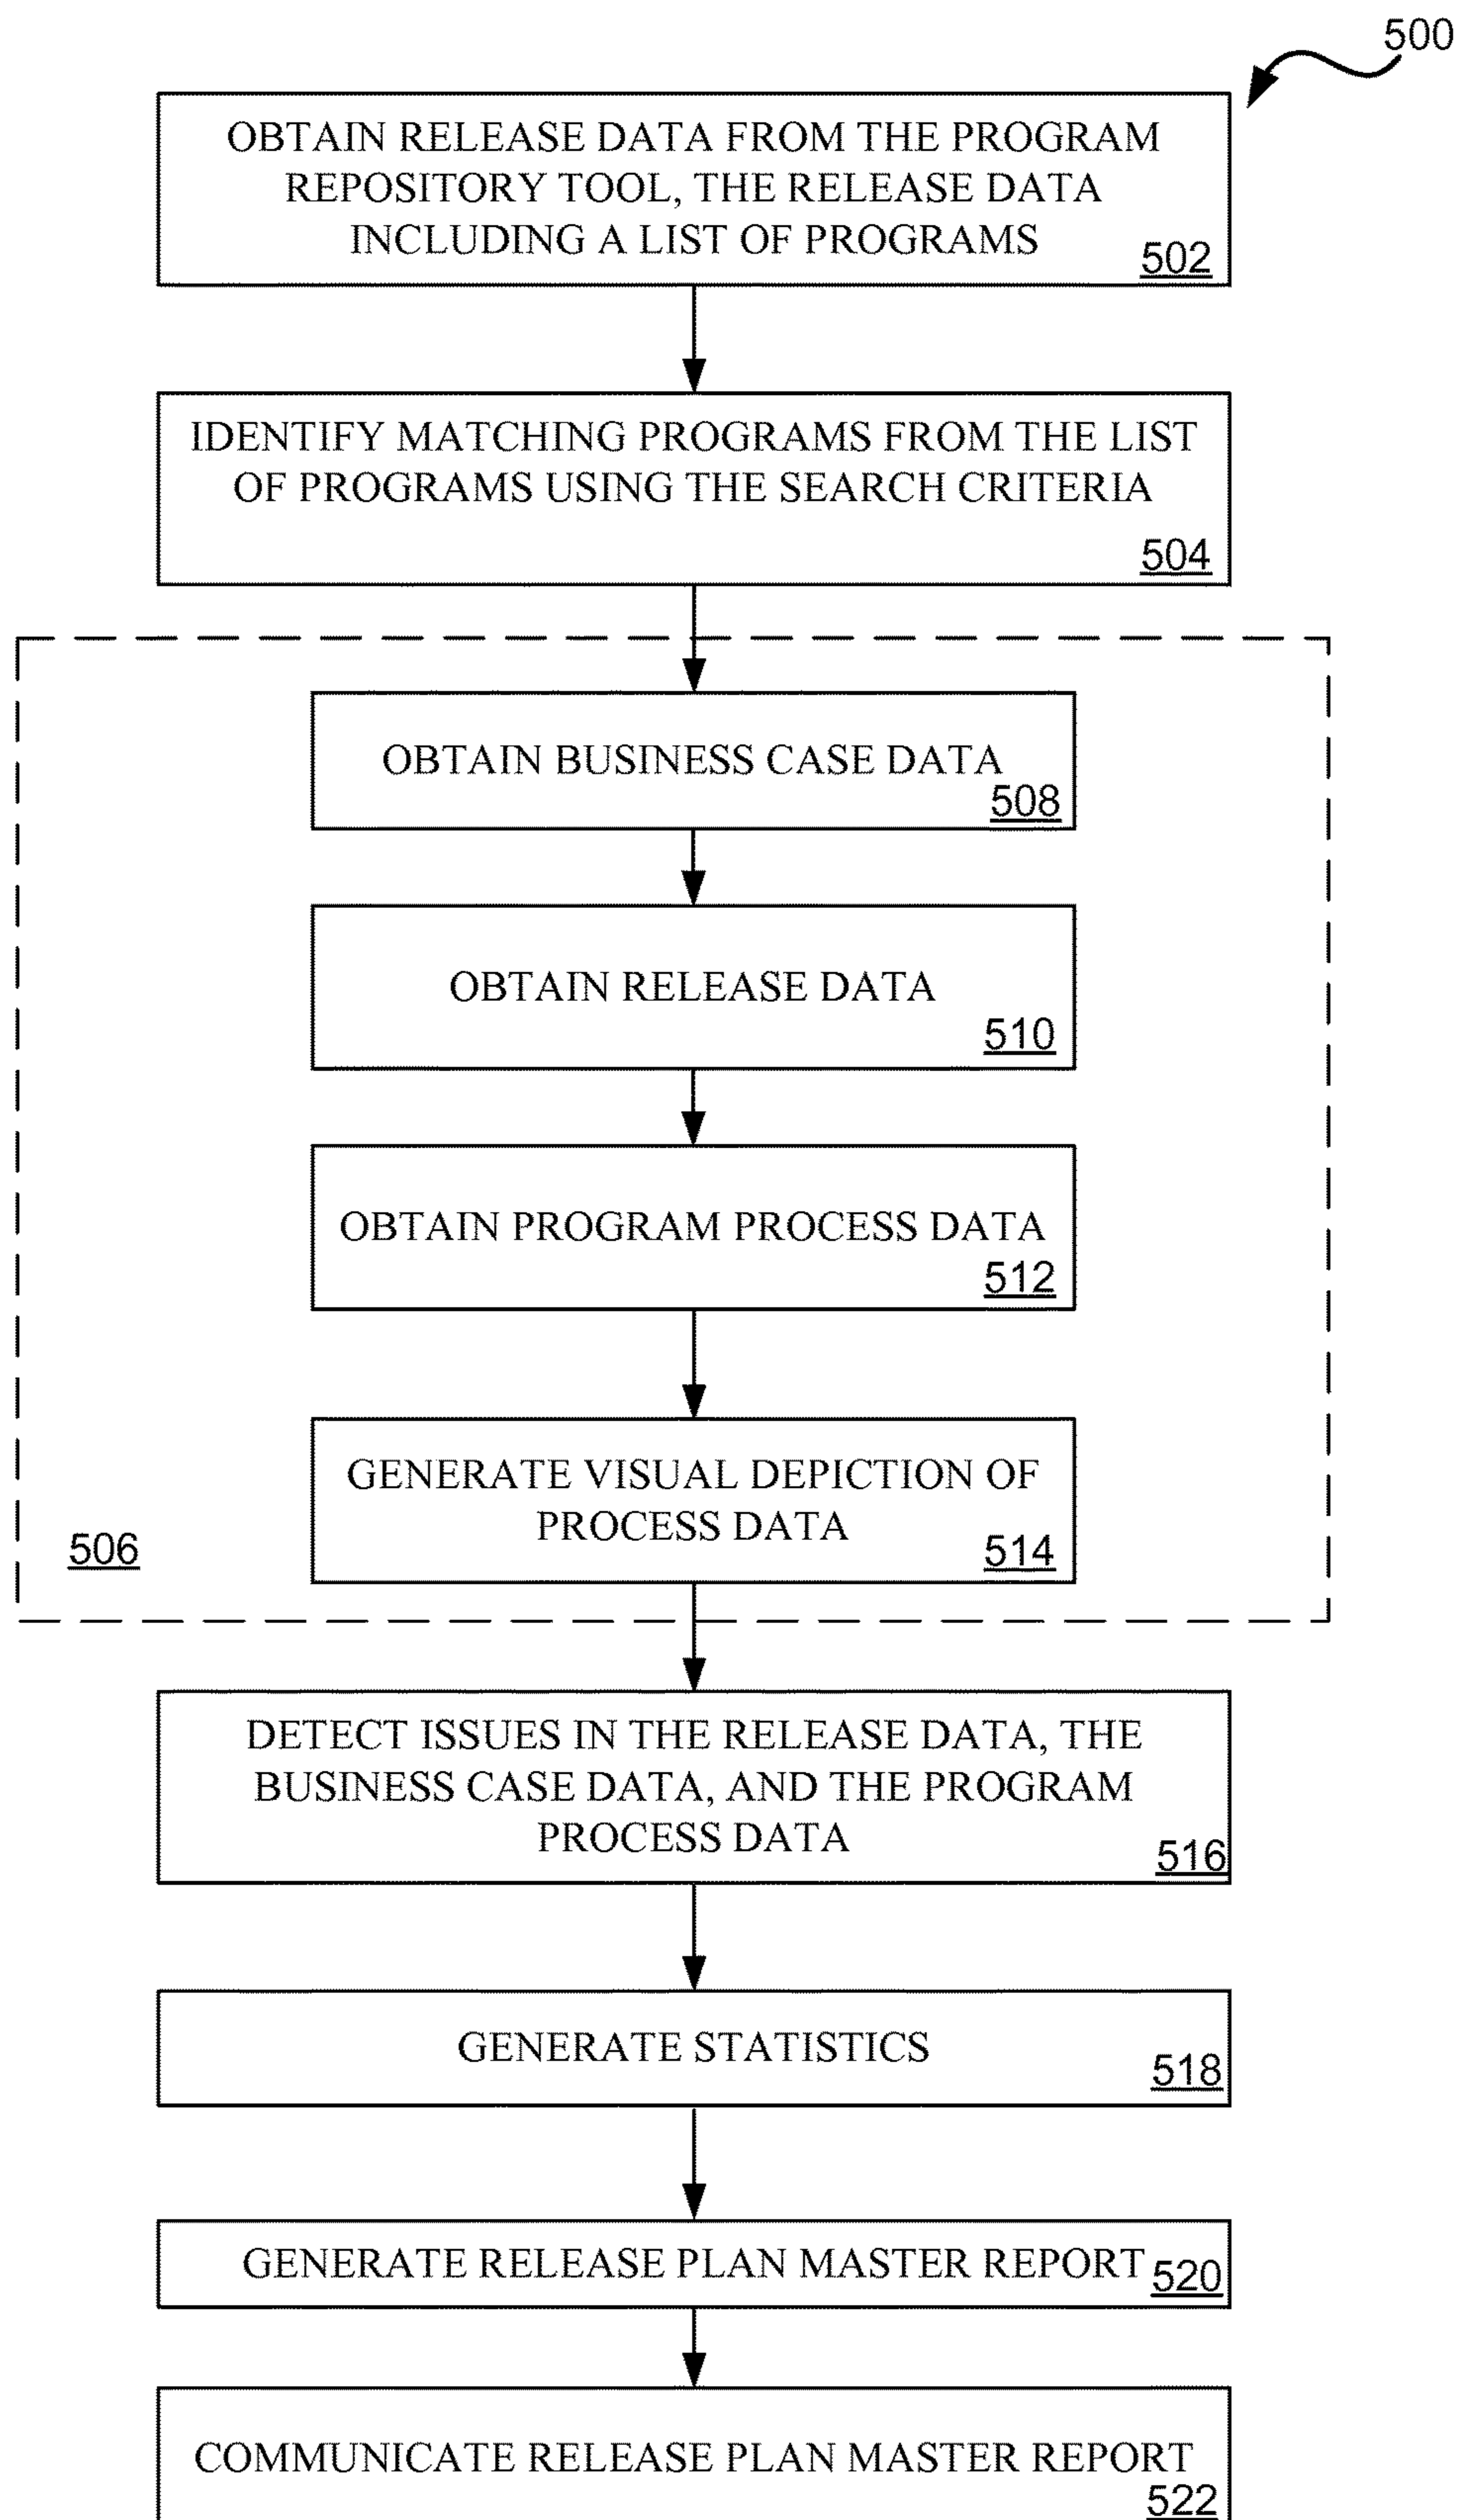 500
OBTAIN RELEASE DATA FROM THE PROGRAM
REPOSITORY TOOL, THE RELEASE DATA
INCLUDING A LIST OF PROGRAMS
502
IDENTIFY MATCHING PROGRAMS FROM THE LIST
OF PROGRAMS USING THE SEARCH CRITERIA
504
OBTAIN BUSINESS CASE DATA
508
OBTAIN RELEASE DATA
510
OBTAIN PROGRAM PROCESS DATA
512
GENERATE VISUAL DEPICTION OF
PROCESS DATA
514
506
DETECT ISSUES IN THE RELEASE DATA, THE
BUSINESS CASE DATA, AND THE PROGRAM
PROCESS DATA
516
GENERATE STATISTICS
518
GENERATE RELEASE PLAN MASTER REPORT
520
COMMUNICATE RELEASE PLAN MASTER REPORT
522